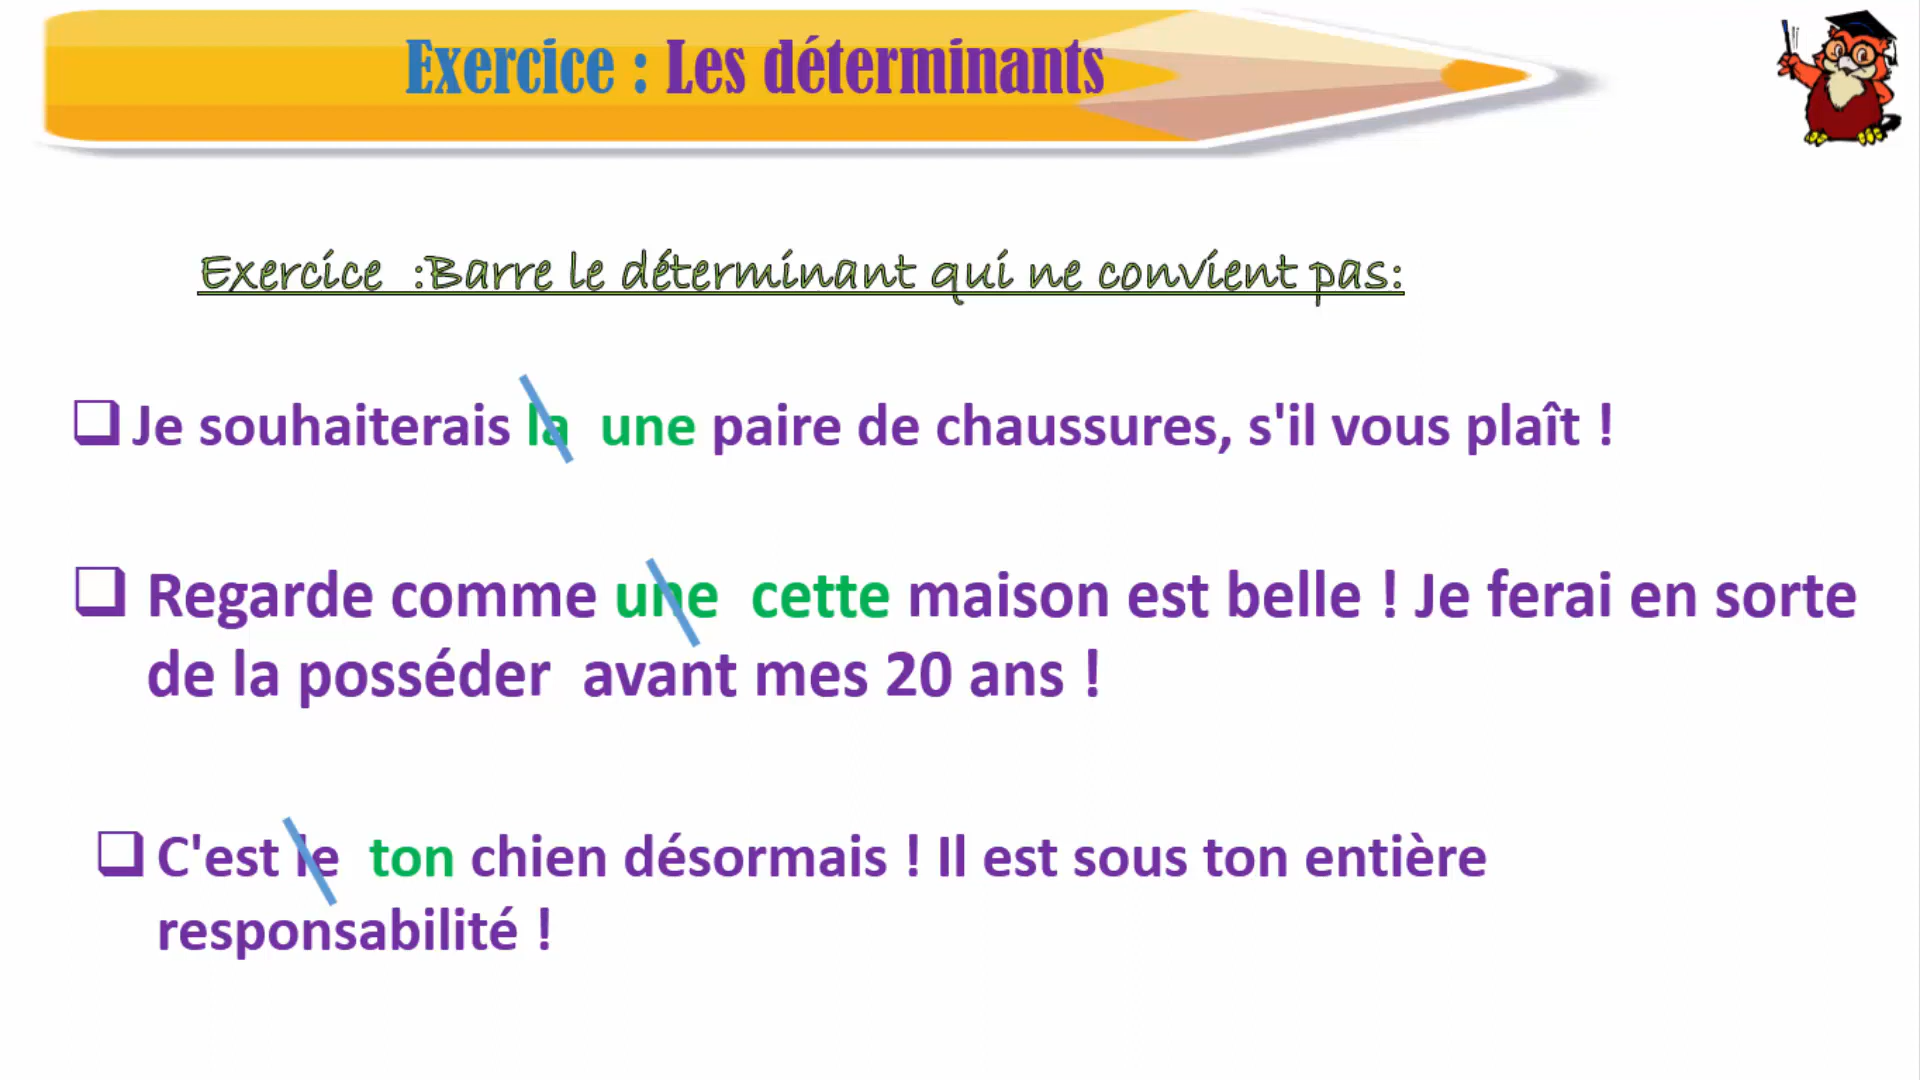 Exercice : Les déterminants
Exercice :Barre le déterminant qui ne convient pas:
Je souhaiterais la une paire de chaussures, s'il vous plaît !
Regarde comme une cette maison est belle ! Je ferai en sorte
de la posséder avant mes 20 ans !
C'est le ton chien désormais ! Il est sous ton entière
responsabilité !